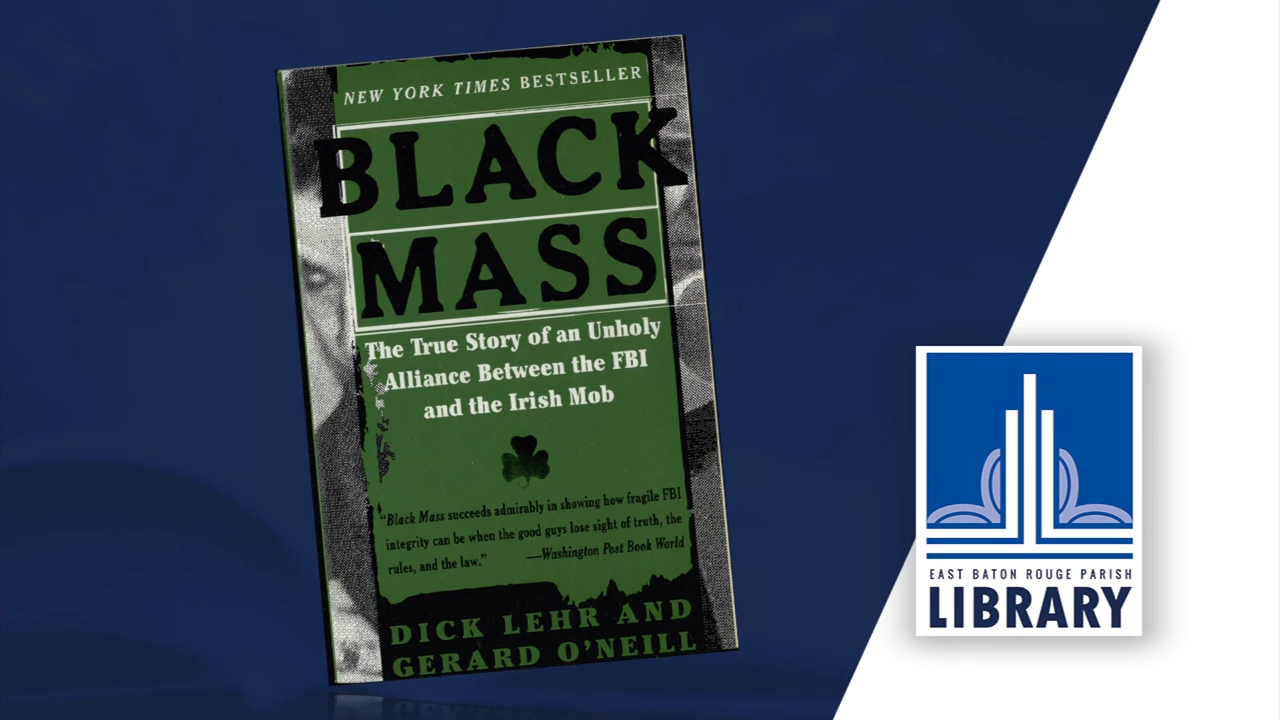 NEW YORK TIMES BESTSELLER
BLACK
MASS
The True Story of an Unholy
Alliance Between the FBI
and the Irish Mob
“Black Mass succeeds admirably in showing how fragile FBI
integrity can be when the good guys lose sight of truth, the
rules, and the law.” —Washington Post Book World
DICK LEHR AND
GERARD O'NEILL
EAST BATON ROUGE PARISH
LIBRARY